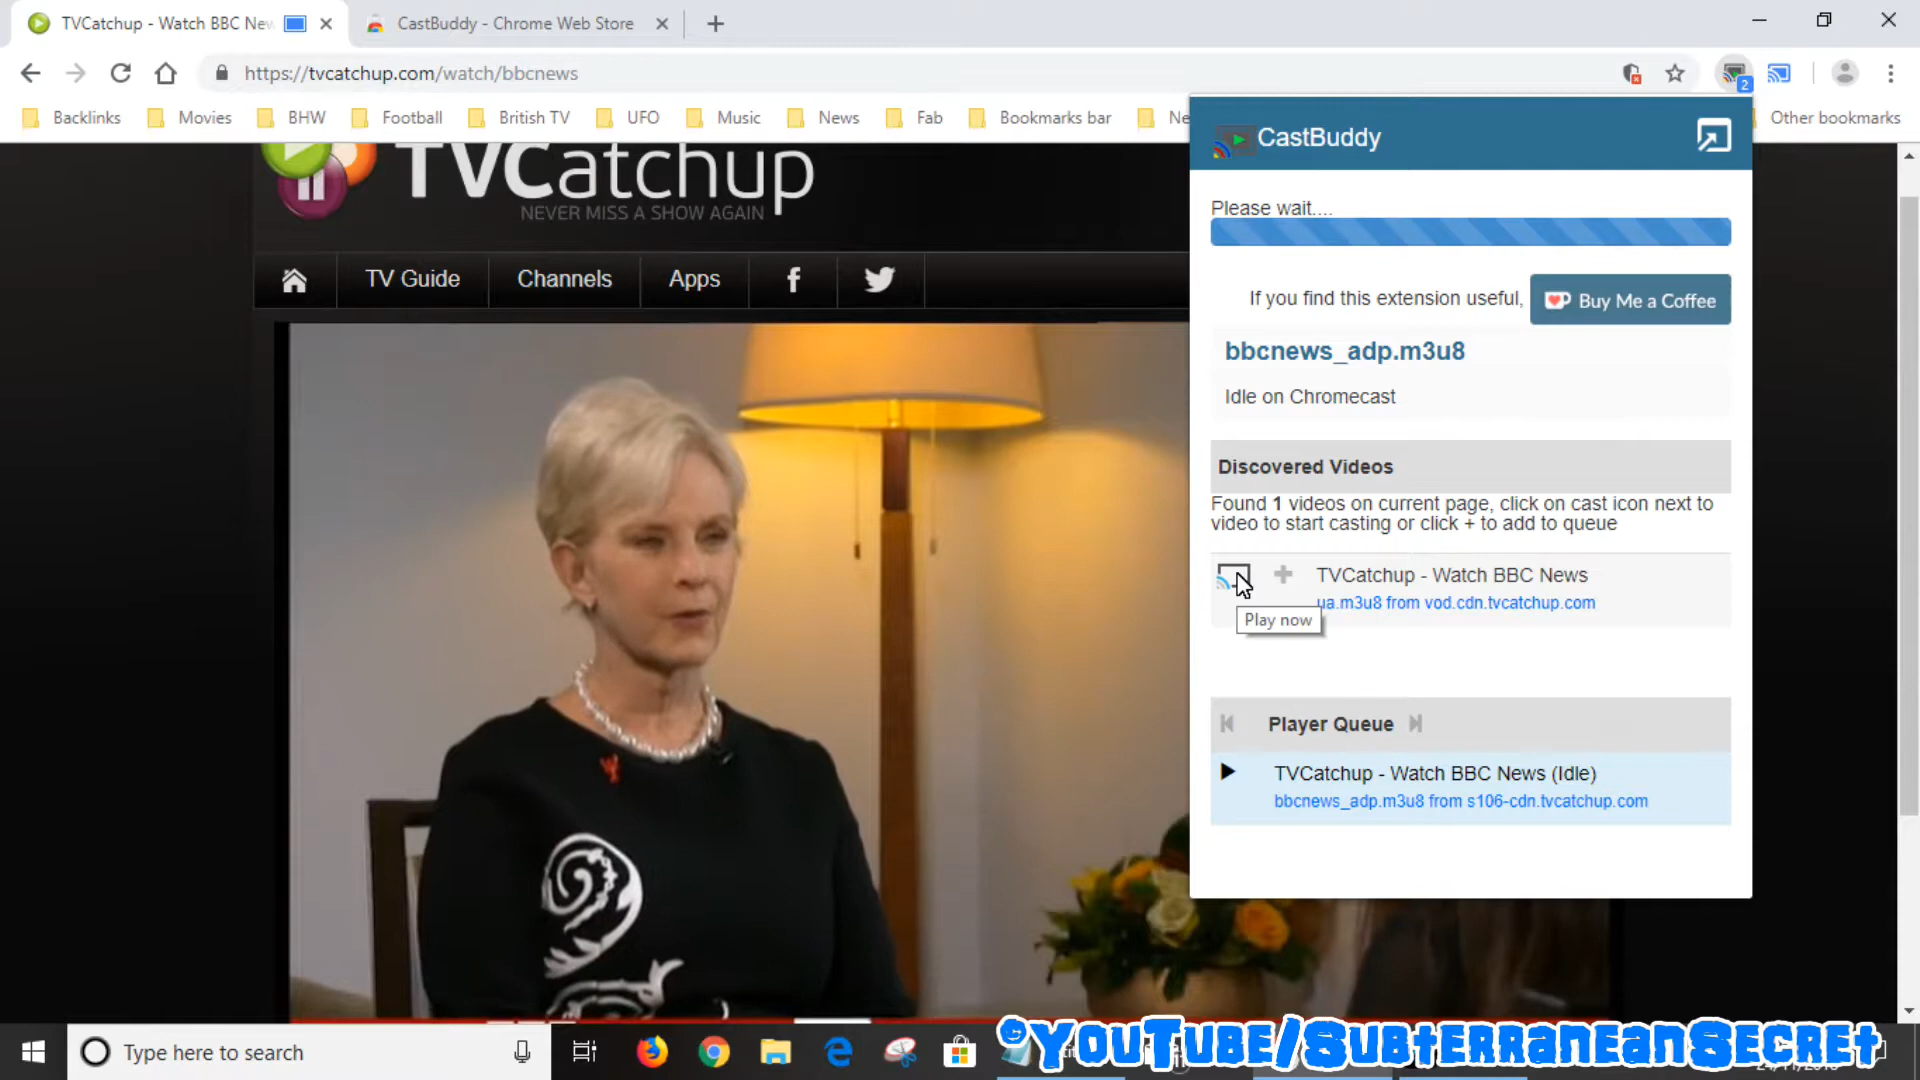 TVCatchup - Watch BBC Nev
CastBuddy - Chrome Web Store
https://tvcatchup.com/watch/bbcnews
2
Backlinks
Movies
BHW
Football
British TV
UFO
Music
News
Fab
Bookmarks bar
Ne
Other bookmarks
TVCatchup
NEVER MISS A SHOW AGAIN
TV Guide
Channels
Apps
CastBuddy
Please wait....
If you find this extension useful,
Buy Me a Coffee
bbcnews_adp.m3u8
Idle on Chromecast
Discovered Videos
Found 1 videos on current page, click on cast icon next to
video to start casting or click + to add to queue
TVCatchup - Watch BBC News
ua.m3u8 from vod.cdn.tvcatchup.com
Play now
Player Queue
TVCatchup - Watch BBC News (Idle)
bbcnews_adp.m3u8 from s106-cdn.tvcatchup.com
Type here to search
YouTube/SubterraneanSecret